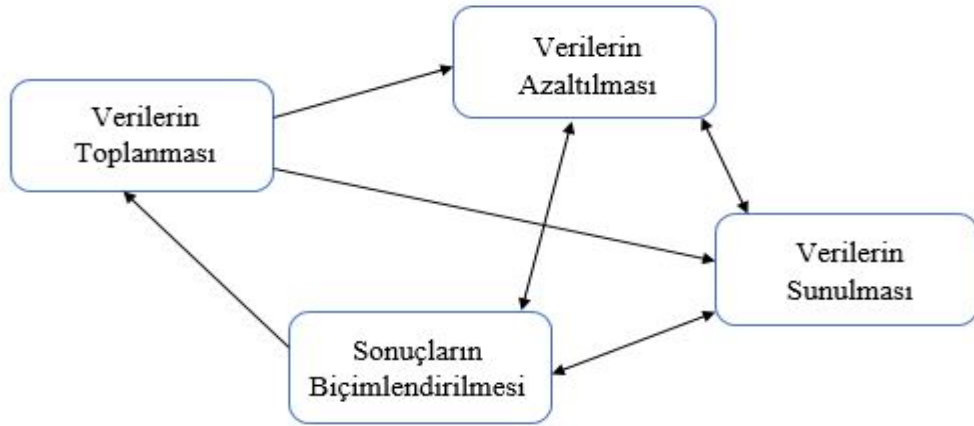 Verilerin
Azaltılması
Verilerin
Toplanması
Verilerin
Sunulması
Sonuçların
Biçimlendirilmesi